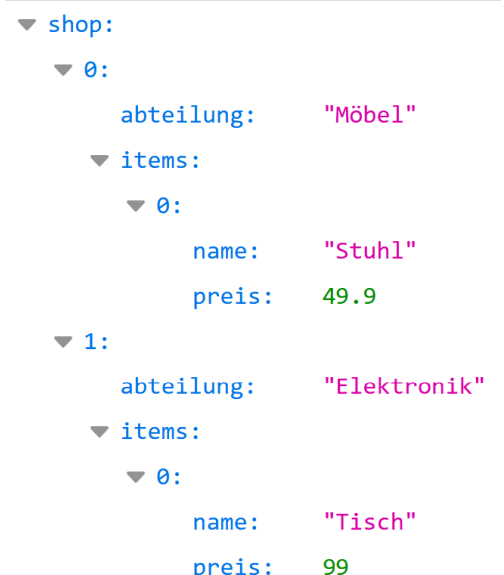 shop:
0:
abteilung: "Möbel"
items:
0:
name: "Stuhl"
preis: 49.9
1:
abteilung: "Elektronik"
items:
0:
name: "Tisch"
preis: 99